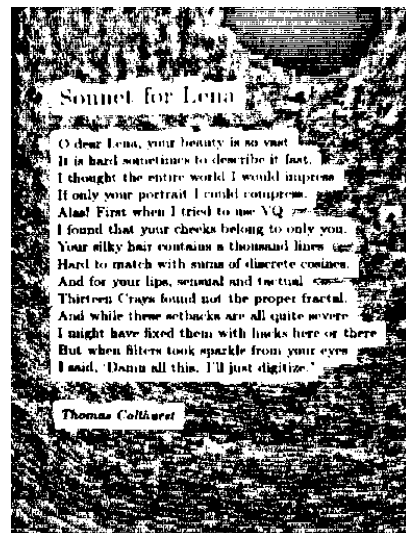 Sonnet for Lena
O dear Lena, your beauty is so vast
It is hard sometimes to describe it fast.
I thought the entire world I would impress
If only your portrait I could compress.
Alas! First when I tried to use VQ
I found that your cheeks belong to only you.
Your silky hair contains a thousand lines
Hard to match with sums of discrete cosines.
And for your lips, sensual and tactual
Thirteen Crays found not the proper fractal.
And while these setbacks are all quite severe
I might have fixed them with hacks here or there
But when filters took sparkle from your eyes
I said, 'Damn all this. I'll just digitize.'
Thomas Colthurst